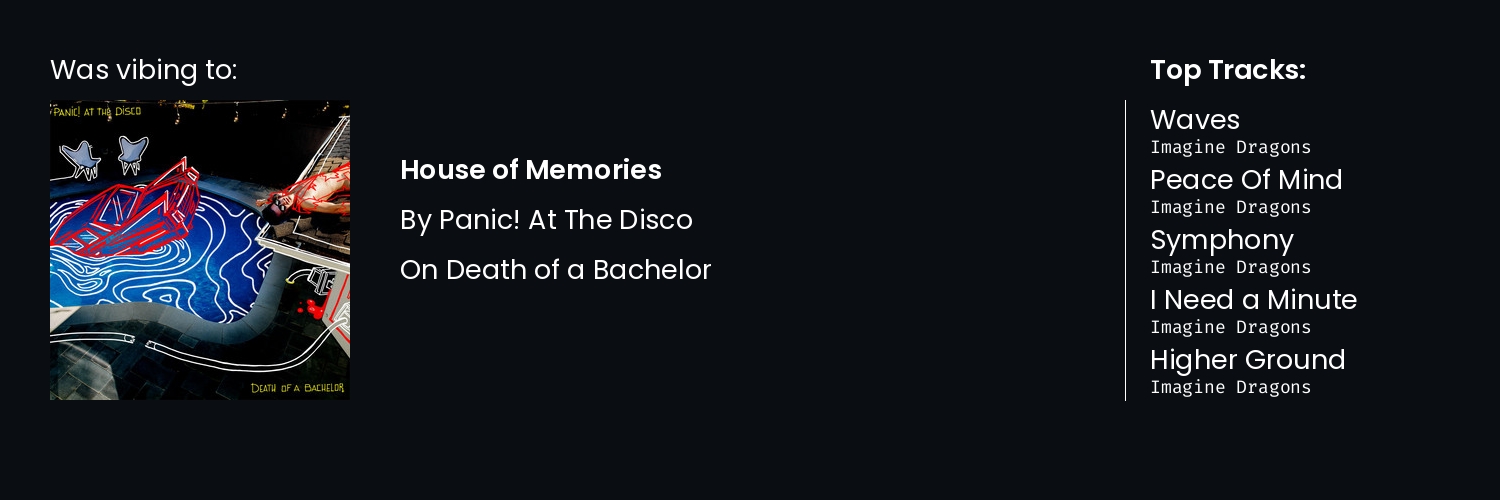 Was vibing to:
PANIC! AT THE DISCO
DEATH OF A BACHELOR
House of Memories
By Panic! At The Disco
On Death of a Bachelor
Top Tracks:
Waves
Imagine Dragons
Peace Of Mind
Imagine Dragons
Symphony
Imagine Dragons
I Need a Minute
Imagine Dragons
Higher Ground
Imagine Dragons